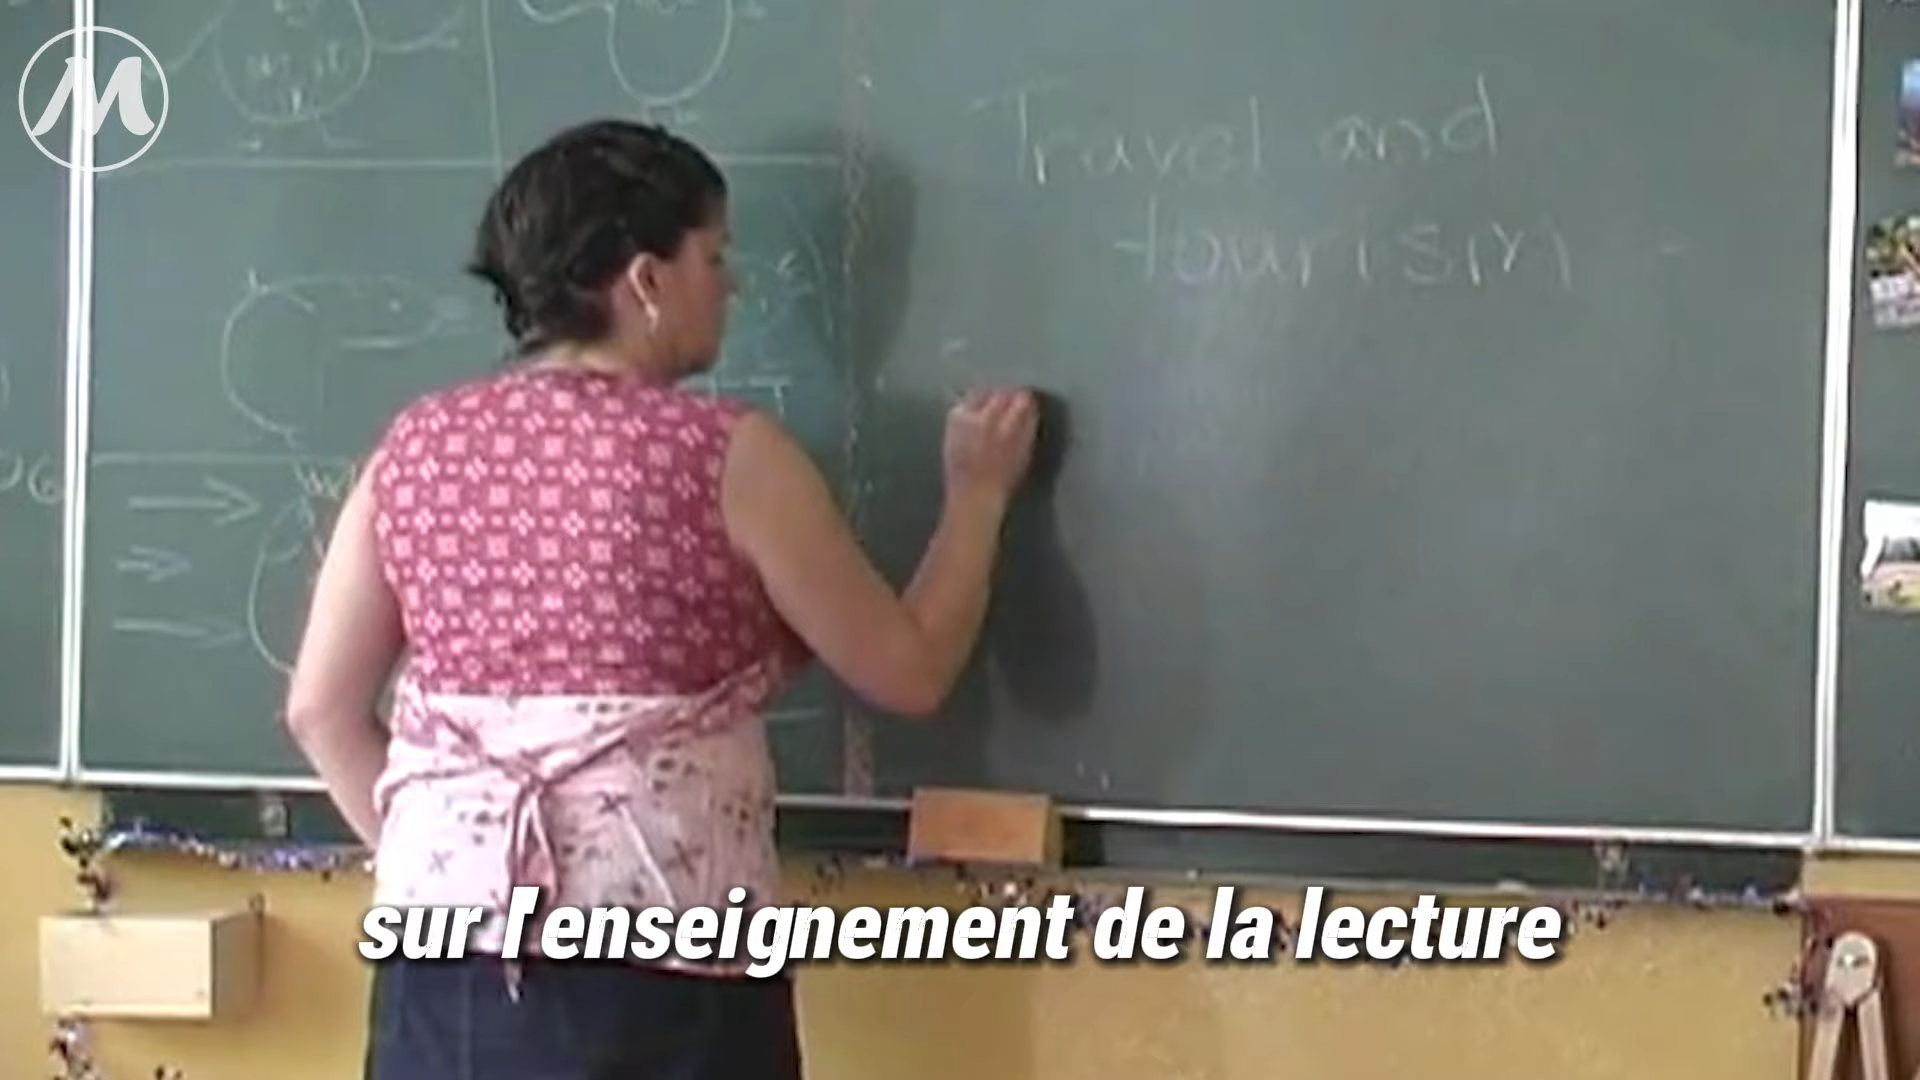 M
Travel and
tourism
sur l'enseignement de la lecture